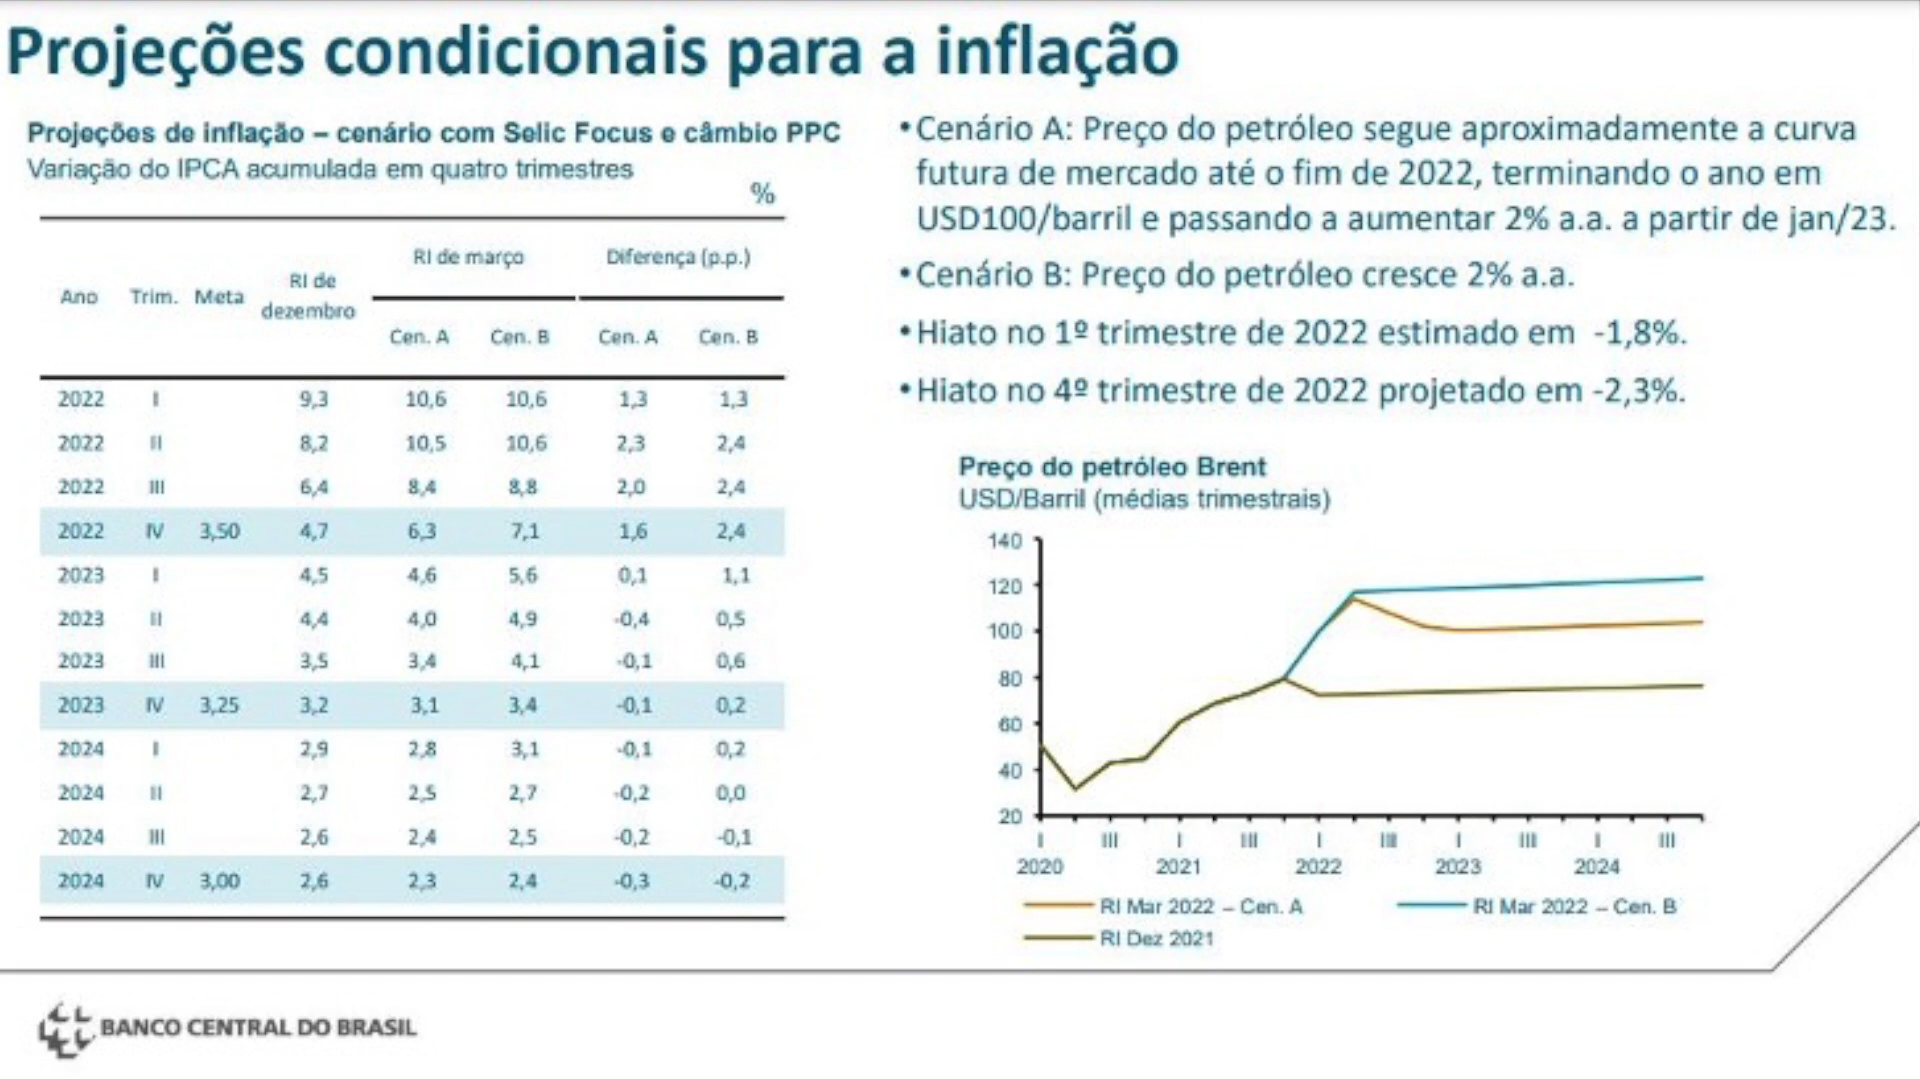 Projeções condicionais para a inflação
Projeções de inflação – cenário com Selic Focus e câmbio PPC
Variação do IPCA acumulada em quatro trimestres
%
Ano Trim. Meta RI de dezembro RI de março Diferença (p.p.)
Cen. A Cen. B Cen. A Cen. B
2022 I 9,3 10,6 10,6 1,3 1,3
2022 II 8,2 10,5 10,6 2,3 2,4
2022 III 6,4 8,4 8,8 2,0 2,4
2022 IV 3,50 4,7 6,3 7,1 1,6 2,4
2023 I 4,5 4,6 5,6 0,1 1,1
2023 II 4,4 4,0 4,9 -0,4 0,5
2023 III 3,5 3,4 4,1 -0,1 0,6
2023 IV 3,25 3,2 3,1 3,4 -0,1 0,2
2024 I 2,9 2,8 3,1 -0,1 0,2
2024 II 2,7 2,5 2,7 -0,2 0,0
2024 III 2,6 2,4 2,5 -0,2 -0,1
2024 IV 3,00 2,6 2,3 2,4 -0,3 -0,2
•Cenário A: Preço do petróleo segue aproximadamente a curva
futura de mercado até o fim de 2022, terminando o ano em
USD100/barril e passando a aumentar 2% a.a. a partir de jan/23.
•Cenário B: Preço do petróleo cresce 2% a.a.
•Hiato no 1º trimestre de 2022 estimado em -1,8%.
•Hiato no 4º trimestre de 2022 projetado em -2,3%.
Preço do petróleo Brent
USD/Barril (médias trimestrais)
140
120
100
80
60
40
20
I III I III I III I III I III
2020 2021 2022 2023 2024
RI Mar 2022 – Cen. A RI Mar 2022 – Cen. B
RI Dez 2021
BANCO CENTRAL DO BRASIL